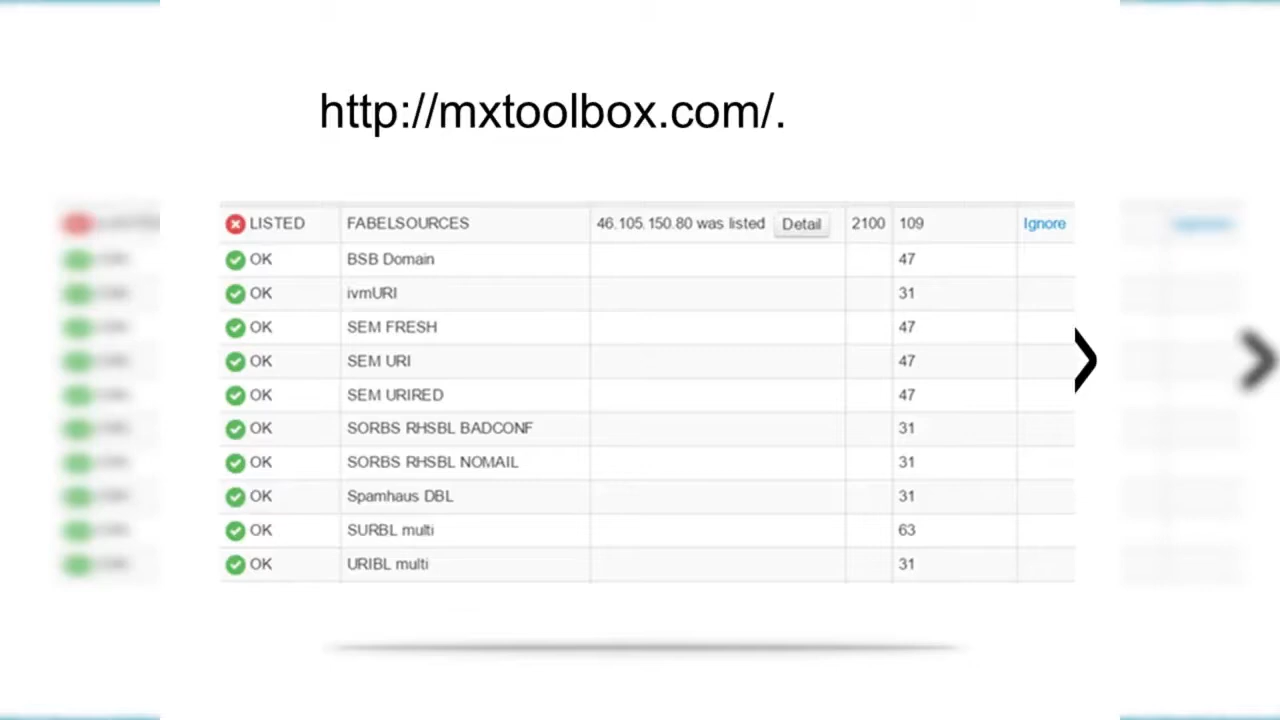 http://mxtoolbox.com/.
LISTED FABELSOURCES 46.105.150.80 was listed Detail 2100 109 Ignore
OK BSB Domain 47
OK ivmURI 31
OK SEM FRESH 47
OK SEM URI 47
OK SEM URIRED 47
OK SORBS RHSBL BADCONF 31
OK SORBS RHSBL NOMAIL 31
OK Spamhaus DBL 31
OK SURBL multi 63
OK URIBL multi 31